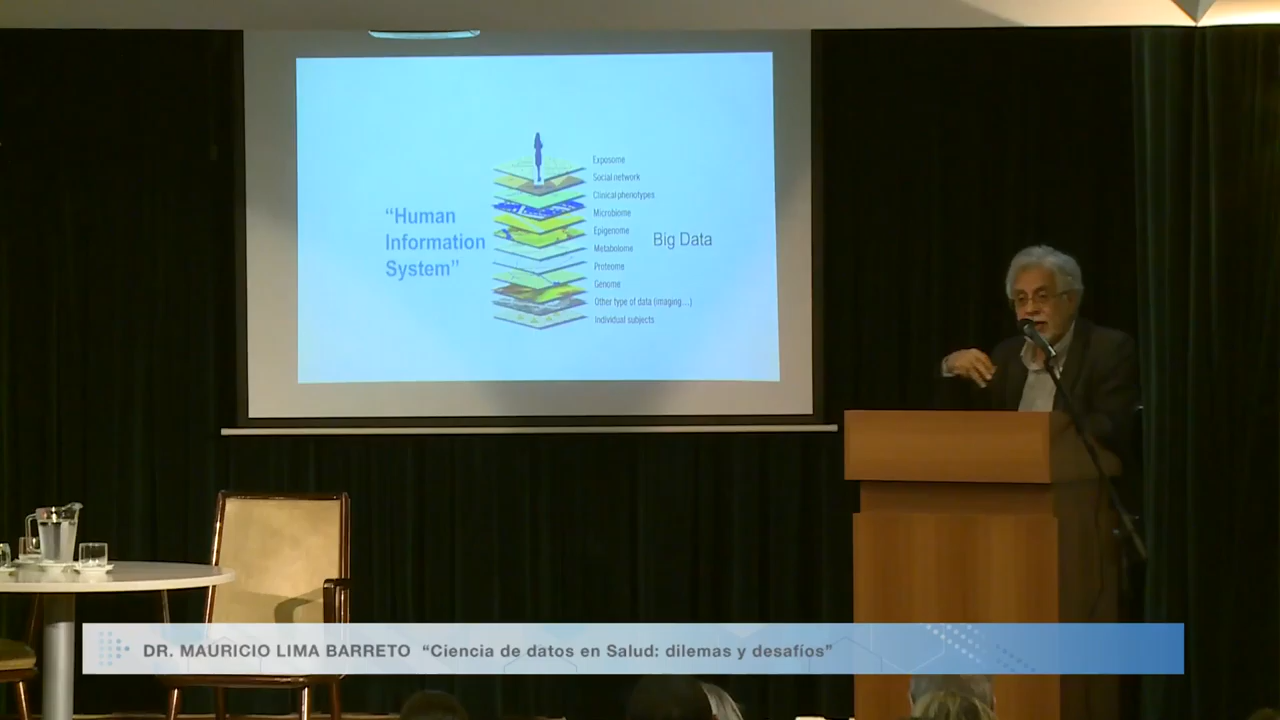 "Human
Information
System"
Exposome
Social network
Clinical phenotypes
Microbiome
Epigenome
Metabolome
Proteome
Genome
Other type of data (imaging...)
Individual subjects
Big Data
DR. MAURICIO LIMA BARRETO "Ciencia de datos en Salud: dilemas y desafíos"